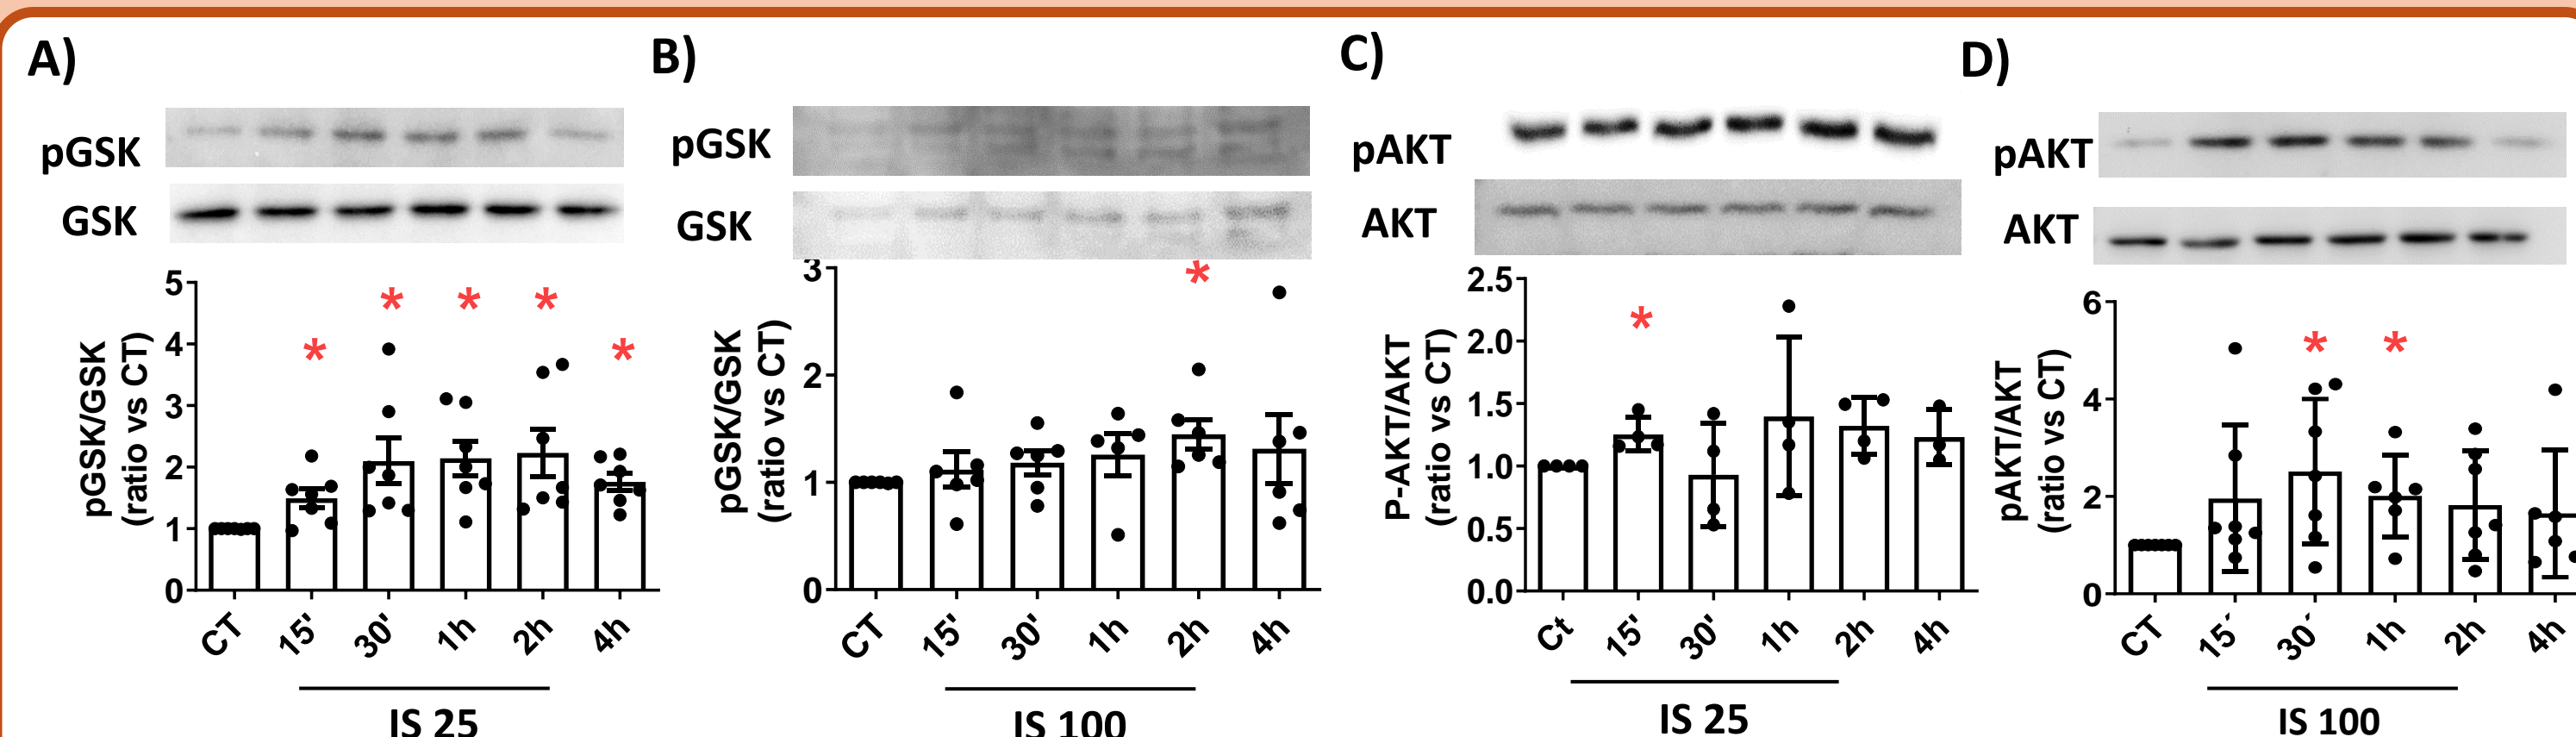 A)
pGSK
GSK
pGSK/GSK
(ratio vs CT)
5
4
3
2
1
0
*
*
*
*
*
CT
15'
30'
1h
2h
4h
IS 25
B)
pGSK
GSK
pGSK/GSK
(ratio vs CT)
3
2
1
0
*
CT
15'
30'
1h
2h
4h
IS 100
C)
pAKT
AKT
P-AKT/AKT
(ratio vs CT)
2.5
2.0
1.5
1.0
0.5
0.0
*
Ct
15'
30'
1h
2h
4h
IS 25
D)
pAKT
AKT
pAKT/AKT
(ratio vs CT)
6
4
2
0
*
*
CT
15´
30´
1h
2h
4h
IS 100